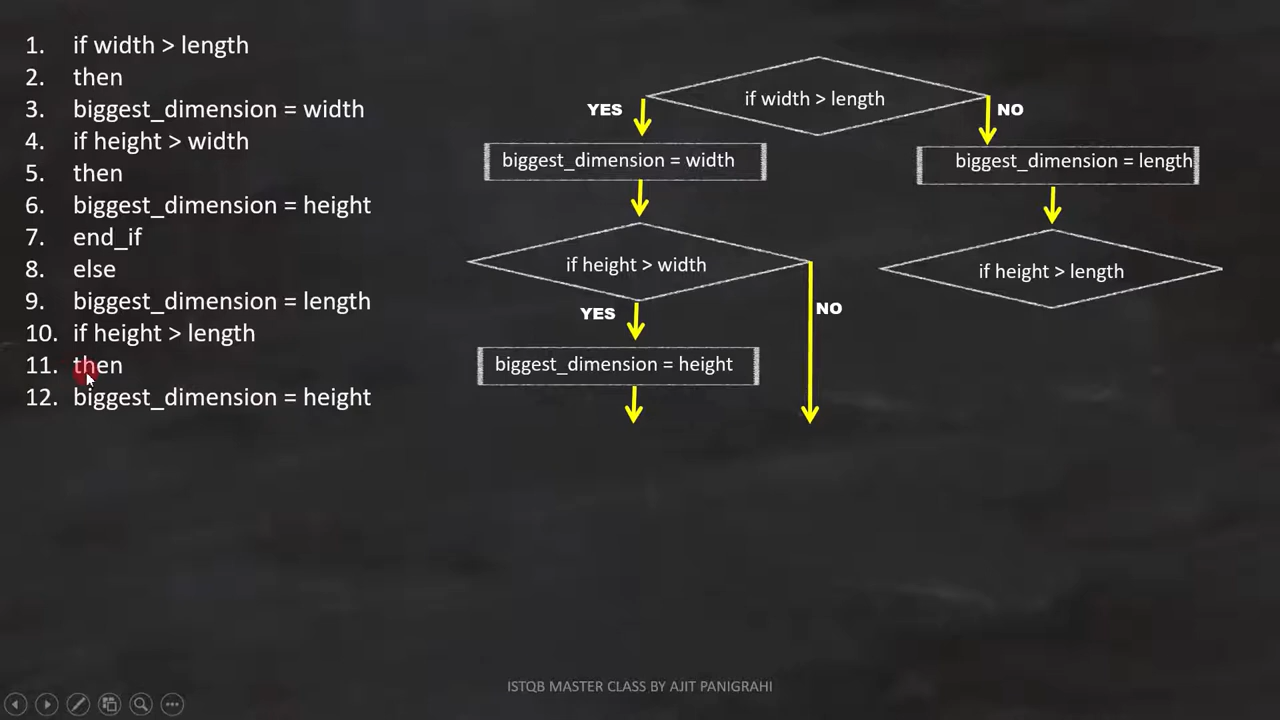 1. if width > length
2. then
3. biggest_dimension = width
4. if height > width
5. then
6. biggest_dimension = height
7. end_if
8. else
9. biggest_dimension = length
10. if height > length
11. then
12. biggest_dimension = height
if width > length
YES
NO
biggest_dimension = width
biggest_dimension = length
if height > width
if height > length
YES
NO
biggest_dimension = height
ISTQB MASTER CLASS BY AJIT PANIGRAHI